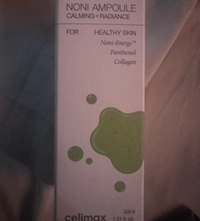 NONI AMPOULE
CALMING + RADIANCE
FOR HEALTHY SKIN
Noni-Energy™
Panthenol
Collagen
celimax